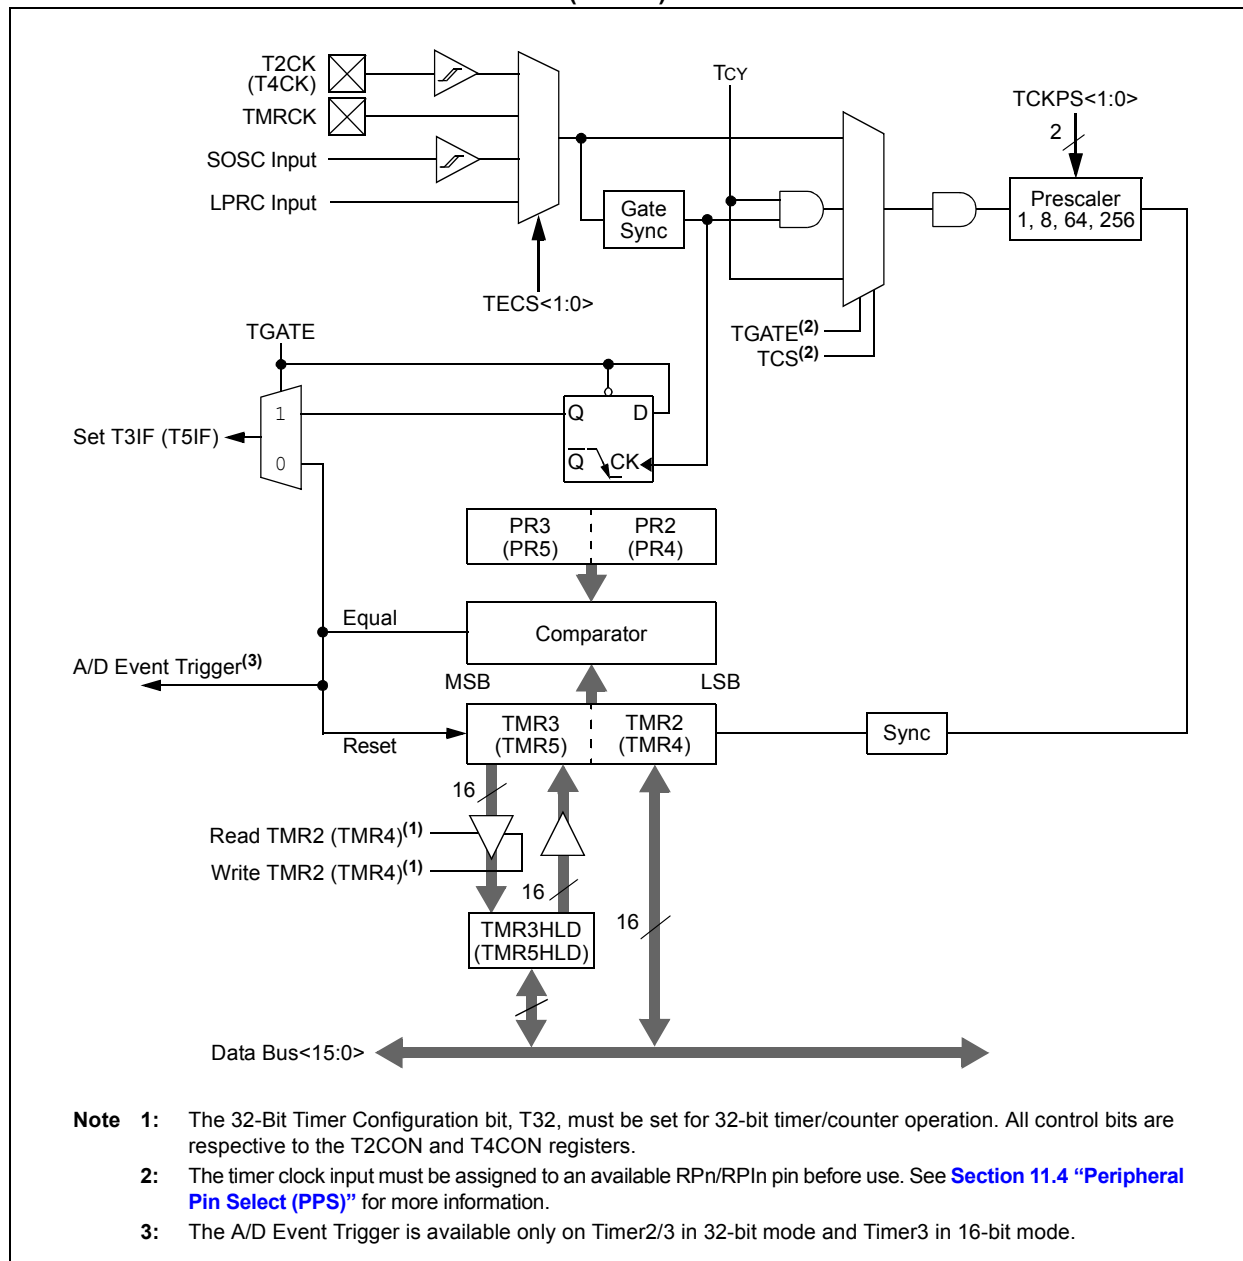 T2CK
(T4CK)
TMRCK
SOSC Input
LPRC Input
TCY
TCKPS<1:0>
2
Gate
Sync
Prescaler
1, 8, 64, 256
TECS<1:0>
TGATE(2)
TCS(2)
TGATE
1
0
Set T3IF (T5IF)
Q D
Q CK
PR3
(PR5)
PR2
(PR4)
Equal
Comparator
A/D Event Trigger(3)
MSB
LSB
TMR3
(TMR5)
TMR2
(TMR4)
Sync
Reset
16
Read TMR2 (TMR4)(1)
Write TMR2 (TMR4)(1)
16
16
TMR3HLD
(TMR5HLD)
Data Bus<15:0>
Note 1: The 32-Bit Timer Configuration bit, T32, must be set for 32-bit timer/counter operation. All control bits are
respective to the T2CON and T4CON registers.
2: The timer clock input must be assigned to an available RPn/RPIn pin before use. See Section 11.4 “Peripheral
Pin Select (PPS)” for more information.
3: The A/D Event Trigger is available only on Timer2/3 in 32-bit mode and Timer3 in 16-bit mode.